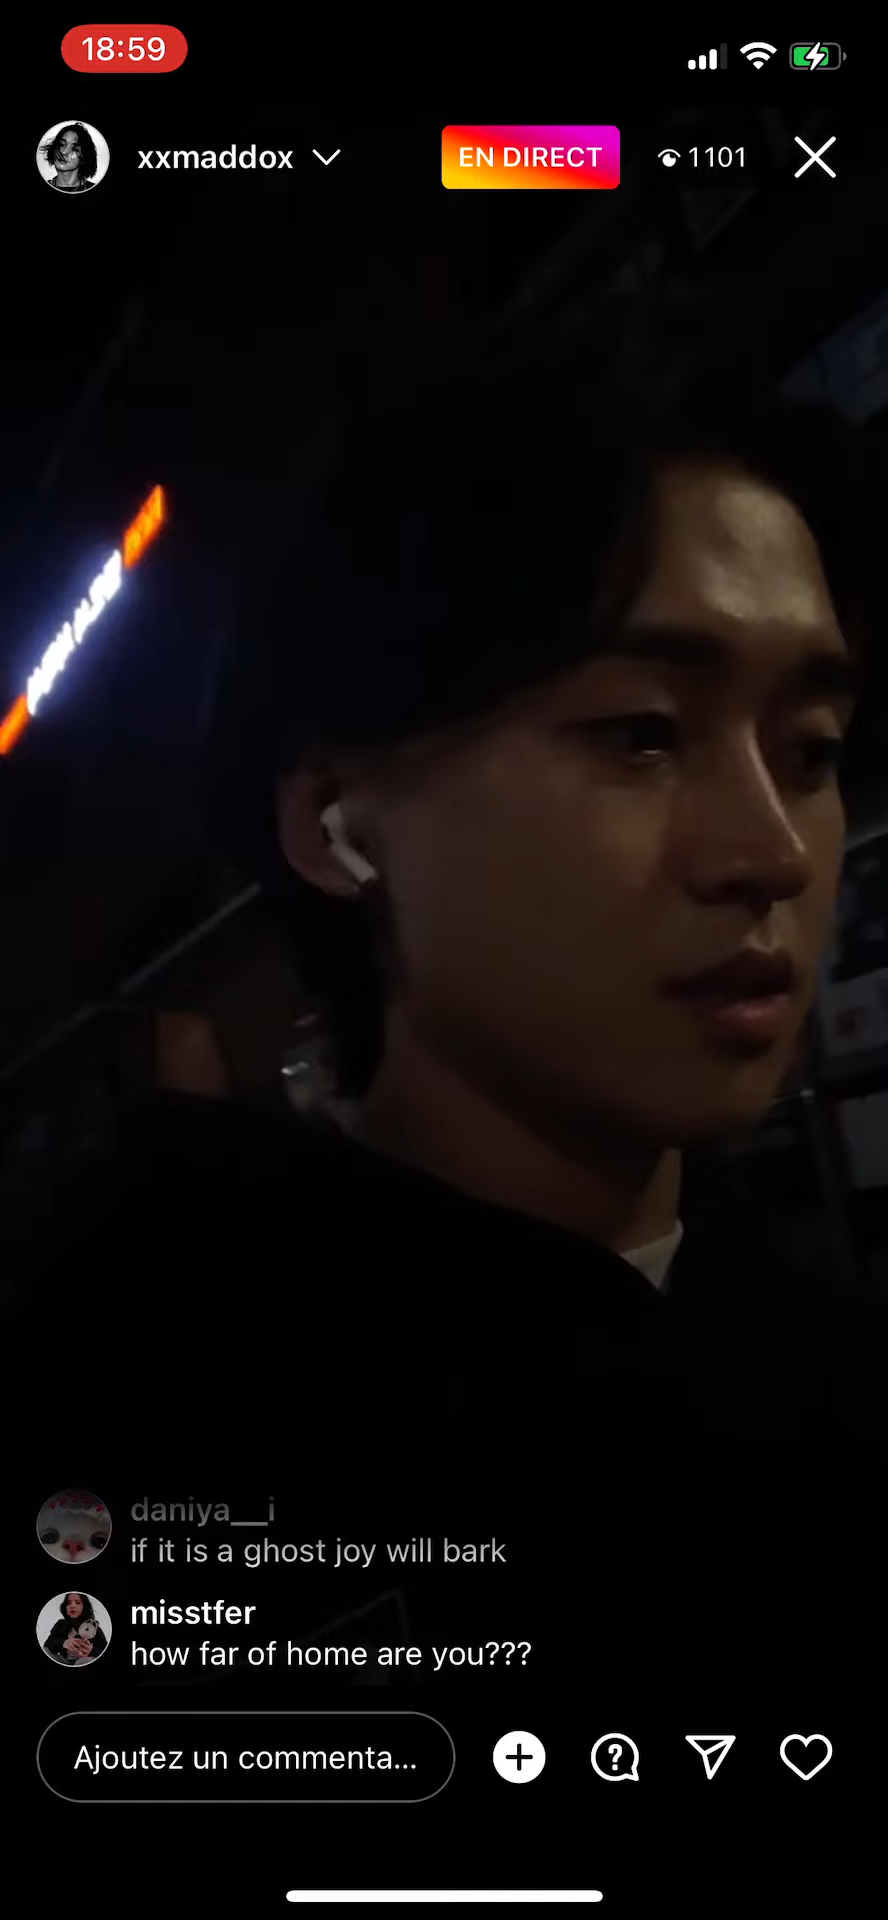 18:59
xxmaddox
EN DIRECT
1101
daniya__i
if it is a ghost joy will bark
misstfer
how far of home are you???
Ajoutez un commenta...